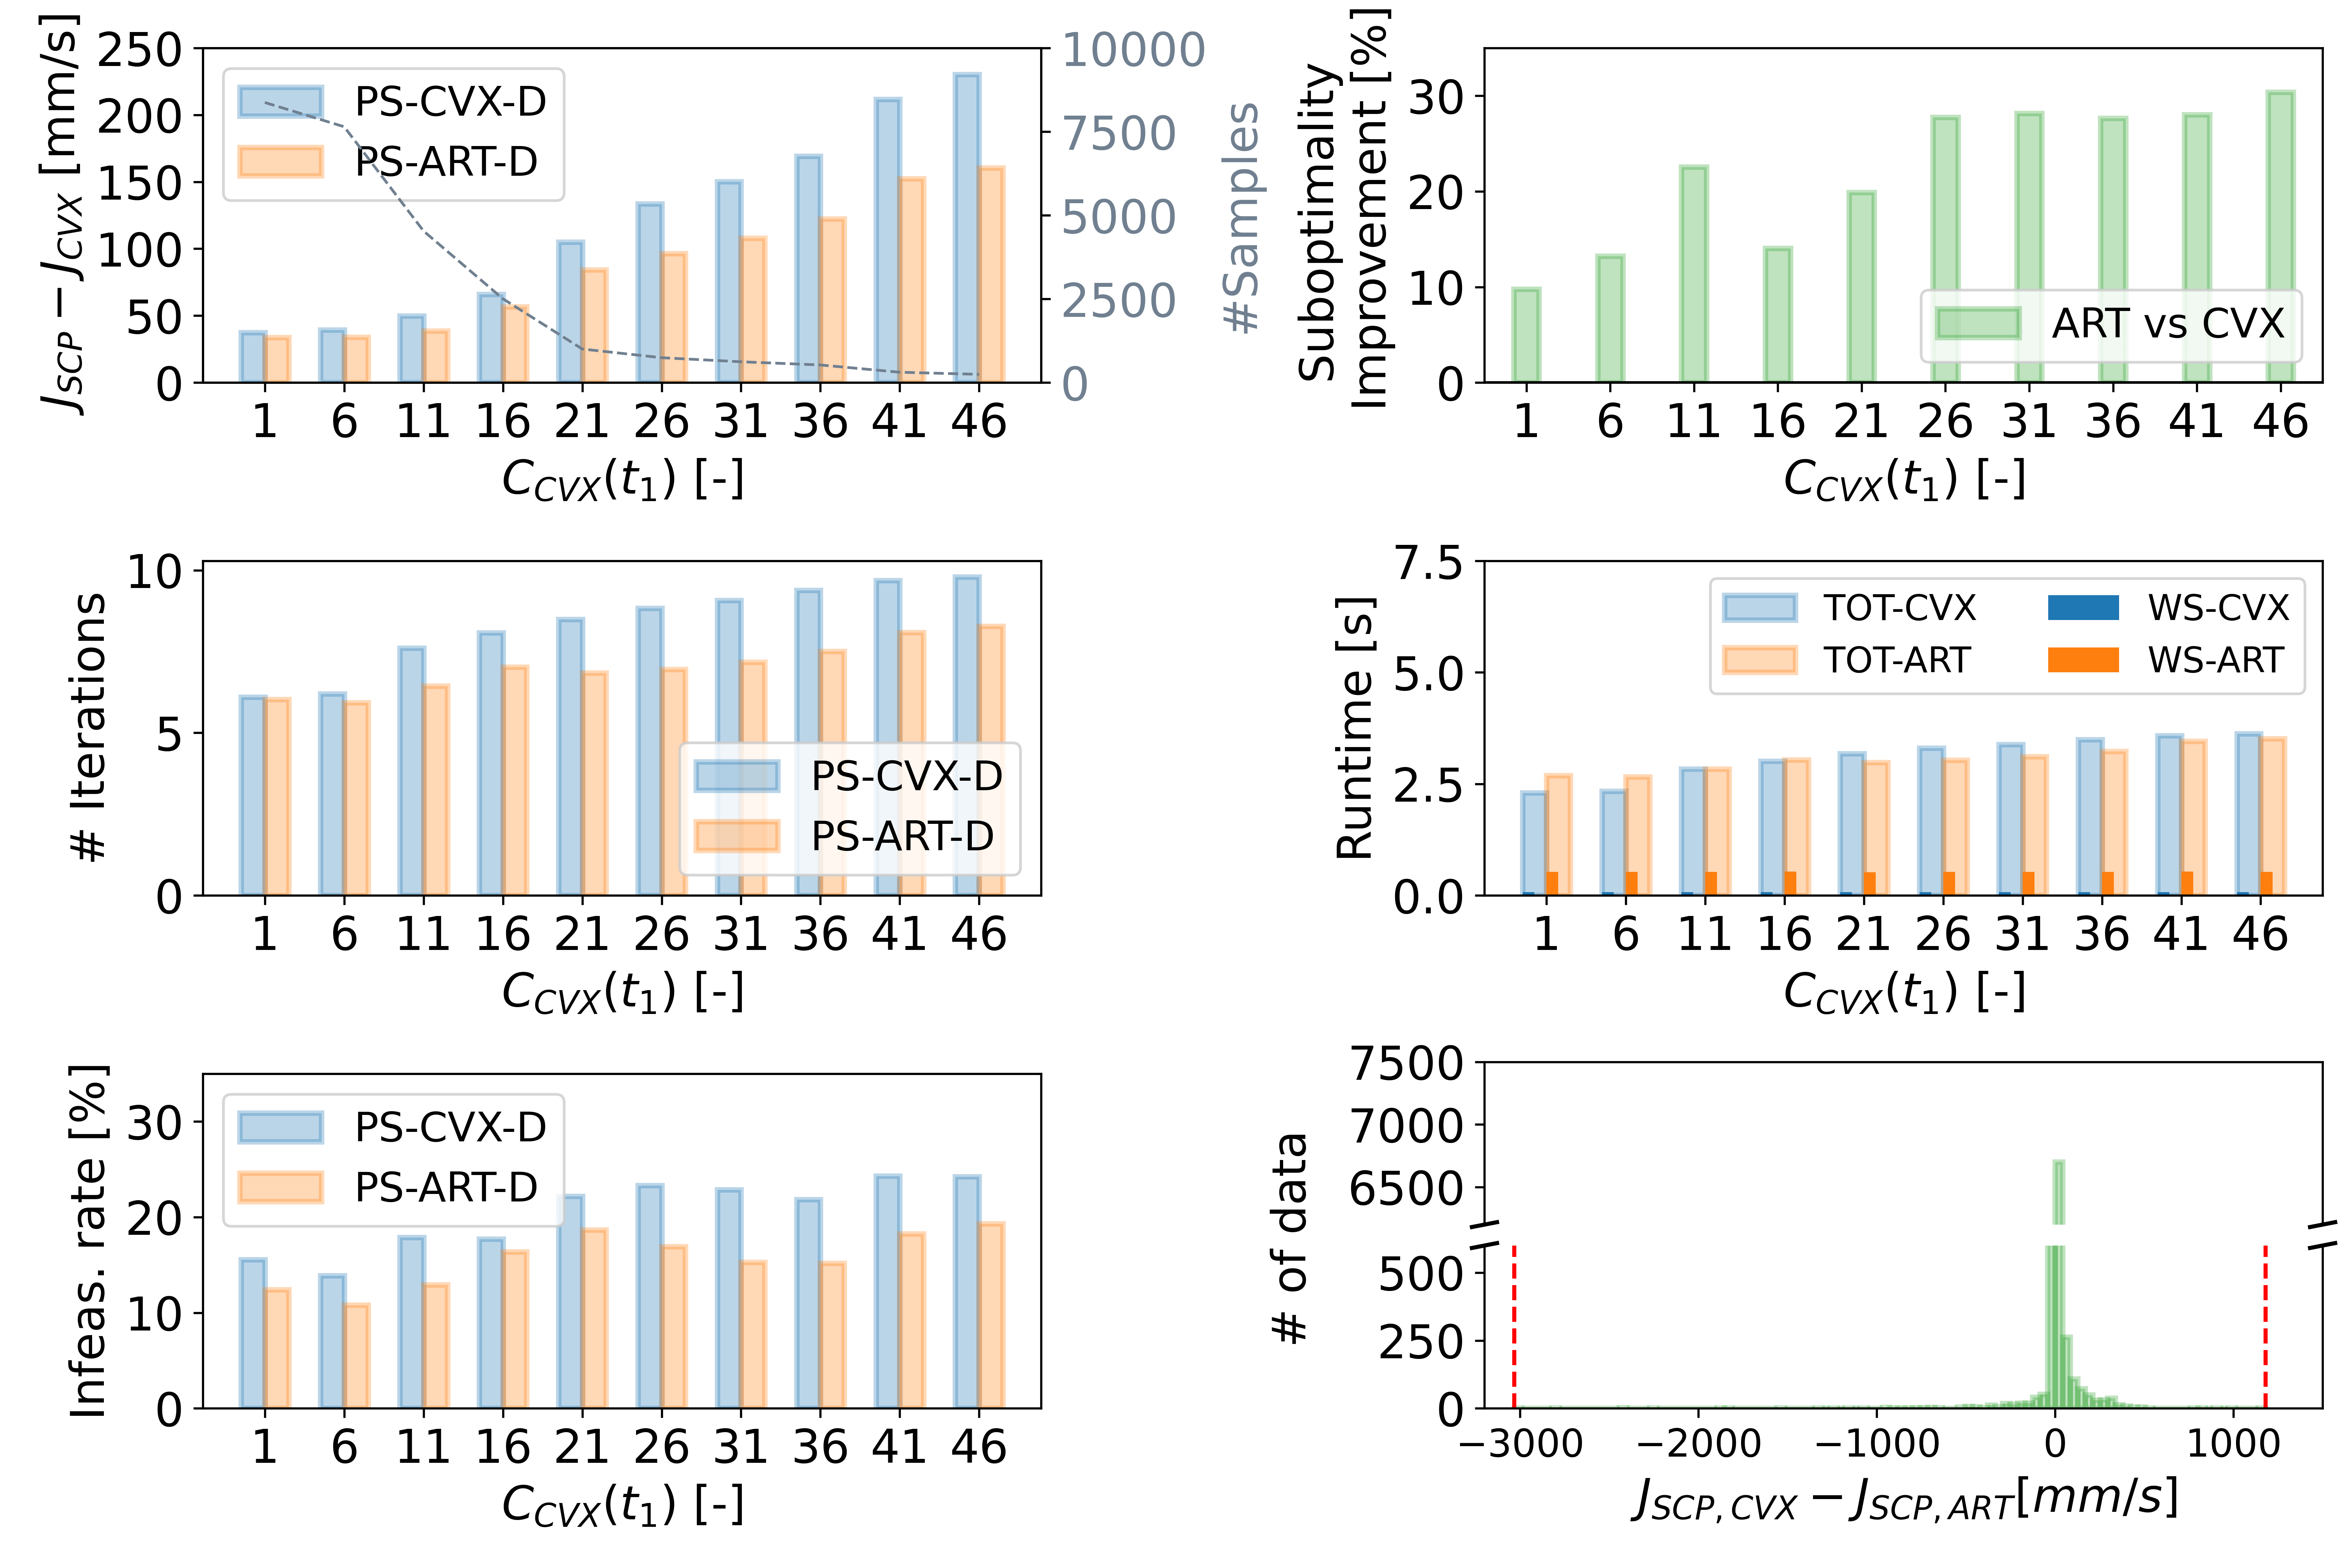 250
200
150
100
50
0
J_SCP − J_CVX [mm/s]
PS-CVX-D
PS-ART-D
10000
7500
5000
2500
0
#Samples
1 6 11 16 21 26 31 36 41 46
C_CVX(t_1) [-]
Suboptimality
Improvement [%]
30
20
10
0
ART vs CVX
1 6 11 16 21 26 31 36 41 46
C_CVX(t_1) [-]
# Iterations
10
5
0
PS-CVX-D
PS-ART-D
1 6 11 16 21 26 31 36 41 46
C_CVX(t_1) [-]
Runtime [s]
7.5
5.0
2.5
0.0
TOT-CVX WS-CVX
TOT-ART WS-ART
1 6 11 16 21 26 31 36 41 46
C_CVX(t_1) [-]
Infeas. rate [%]
30
20
10
0
PS-CVX-D
PS-ART-D
1 6 11 16 21 26 31 36 41 46
C_CVX(t_1) [-]
# of data
7500
7000
6500
500
250
0
−3000 −2000 −1000 0 1000
J_SCP,CVX − J_SCP,ART[mm/s]